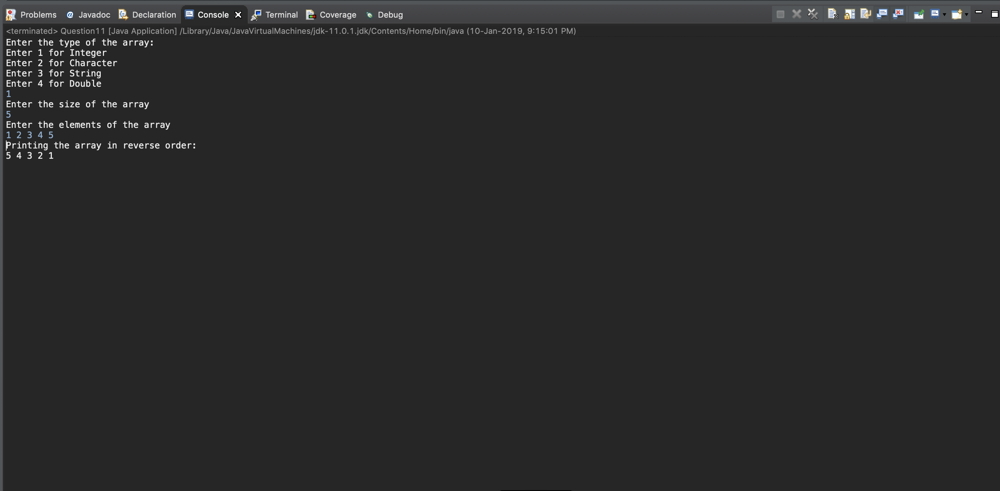 Problems @ Javadoc Declaration Console Terminal Coverage Debug
<terminated> Question11 [Java Application] /Library/Java/JavaVirtualMachines/jdk-11.0.1.jdk/Contents/Home/bin/java (10-Jan-2019, 9:15:01 PM)
Enter the type of the array:
Enter 1 for Integer
Enter 2 for Character
Enter 3 for String
Enter 4 for Double
1
Enter the size of the array
5
Enter the elements of the array
1 2 3 4 5
Printing the array in reverse order:
5 4 3 2 1